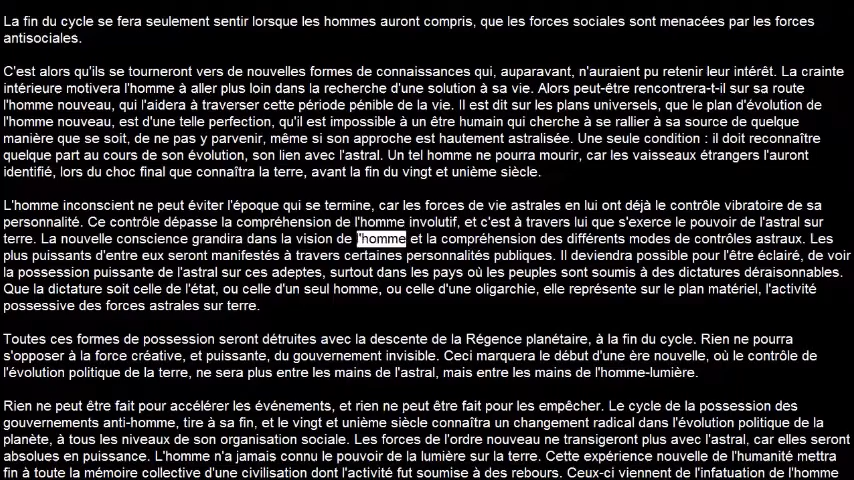 La fin du cycle se fera seulement sentir lorsque les hommes auront compris, que les forces sociales sont menacées par les forces
antisociales.
C'est alors qu'ils se tourneront vers de nouvelles formes de connaissances qui, auparavant, n'auraient pu retenir leur intérêt. La crainte
intérieure motivera l'homme à aller plus loin dans la recherche d'une solution à sa vie. Alors peut-être rencontrera-t-il sur sa route
l'homme nouveau, qui l'aidera à traverser cette période pénible de la vie. Il est dit sur les plans universels, que le plan d'évolution de
l'homme nouveau, est d'une telle perfection, qu'il est impossible à un être humain qui cherche à se rallier à sa source de quelque
manière que se soit, de ne pas y parvenir, même si son approche est hautement astralisée. Une seule condition : il doit reconnaître
quelque part au cours de son évolution, son lien avec l'astral. Un tel homme ne pourra mourir, car les vaisseaux étrangers l'auront
identifié, lors du choc final que connaîtra la terre, avant la fin du vingt et unième siècle.
L'homme inconscient ne peut éviter l'époque qui se termine, car les forces de vie astrales en lui ont déjà le contrôle vibratoire de sa
personnalité. Ce contrôle dépasse la compréhension de l'homme involutif, et c'est à travers lui que s'exerce le pouvoir de l'astral sur
terre. La nouvelle conscience grandira dans la vision de l'homme et la compréhension des différents modes de contrôles astraux. Les
plus puissants d'entre eux seront manifestés à travers certaines personnalités publiques. Il deviendra possible pour l'être éclairé, de voir
la possession puissante de l'astral sur ces adeptes, surtout dans les pays où les peuples sont soumis à des dictatures déraisonnables.
Que la dictature soit celle de l'état, ou celle d'un seul homme, ou celle d'une oligarchie, elle représente sur le plan matériel, l'activité
possessive des forces astrales sur terre.
Toutes ces formes de possession seront détruites avec la descente de la Régence planétaire, à la fin du cycle. Rien ne pourra
s'opposer à la force créative, et puissante, du gouvernement invisible. Ceci marquera le début d'une ère nouvelle, où le contrôle de
l'évolution politique de la terre, ne sera plus entre les mains de l'astral, mais entre les mains de l'homme-lumière.
Rien ne peut être fait pour accélérer les événements, et rien ne peut être fait pour les empêcher. Le cycle de la possession des
gouvernements anti-homme, tire à sa fin, et le vingt et unième siècle connaîtra un changement radical dans l'évolution politique de la
planète, à tous les niveaux de son organisation sociale. Les forces de l'ordre nouveau ne transigeront plus avec l'astral, car elles seront
absolues en puissance. L'homme n'a jamais connu le pouvoir de la lumière sur la terre. Cette expérience nouvelle de l'humanité mettra
fin à toute la mémoire collective d'une civilisation dont l'activité fut soumise à des rebours. Ceux-ci viennent de l'infatuation de l'homme